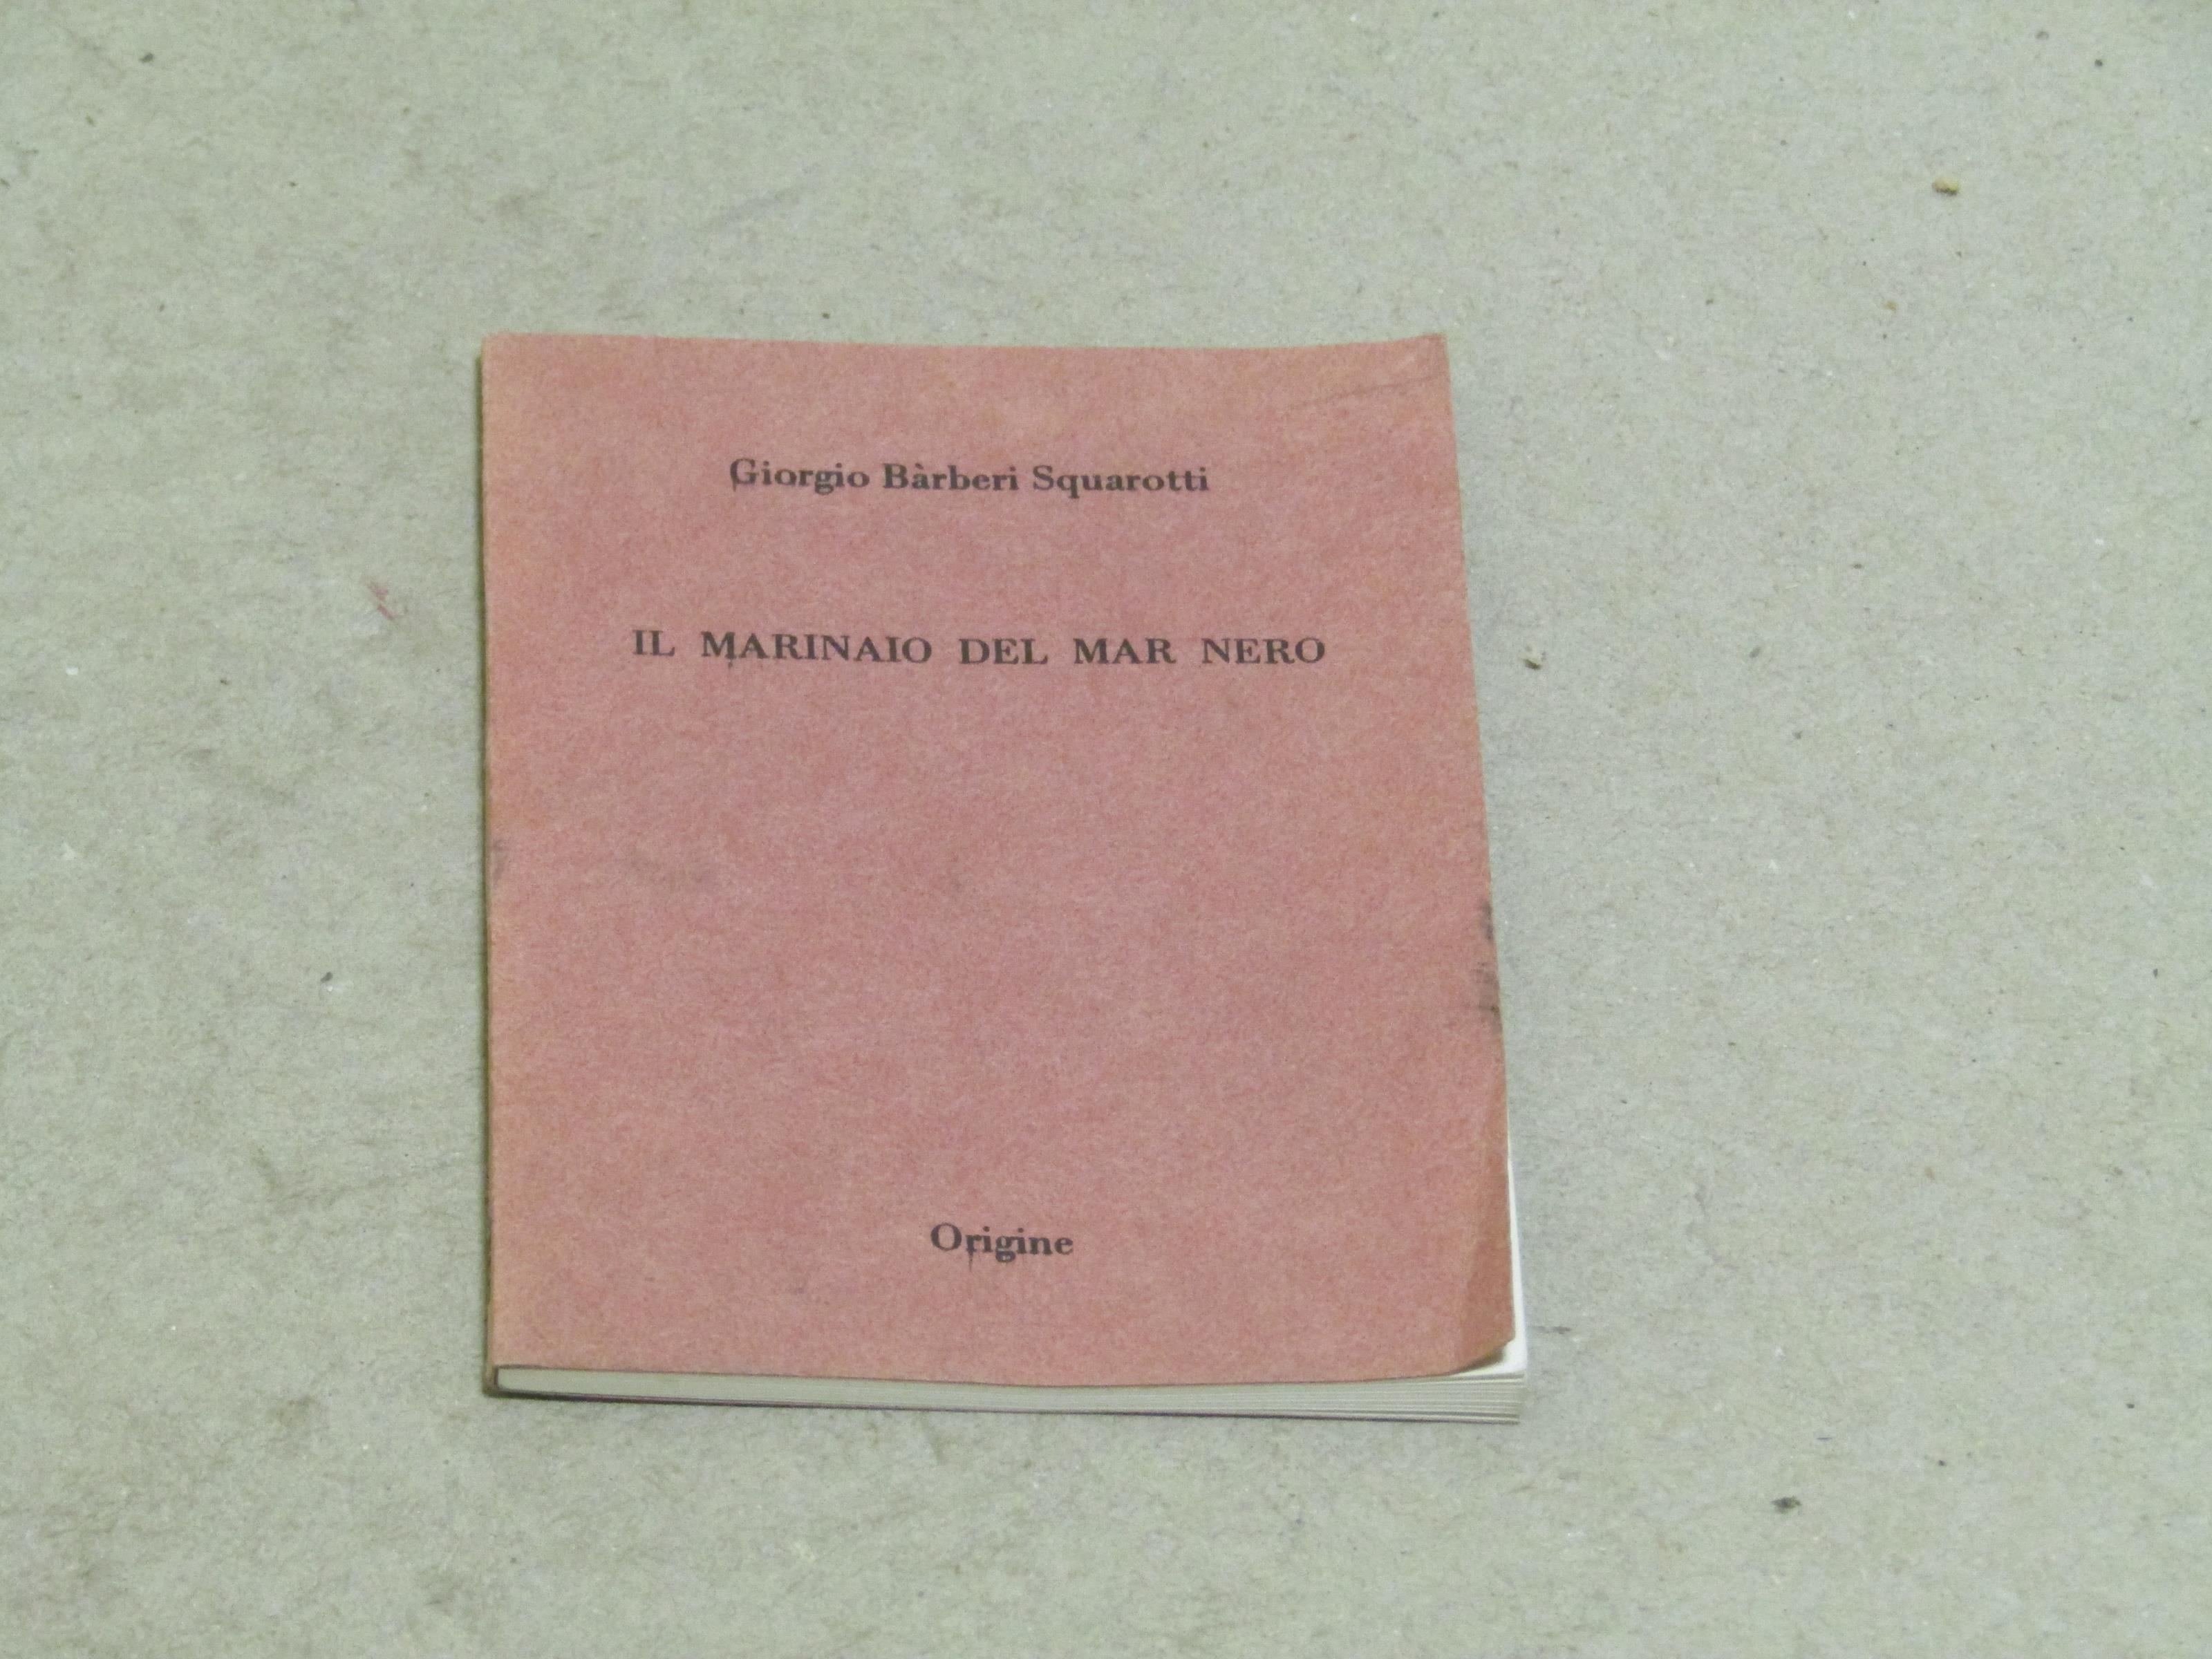 Giorgio Bàrberi Squarotti
IL MARINAIO DEL MAR NERO
Origine